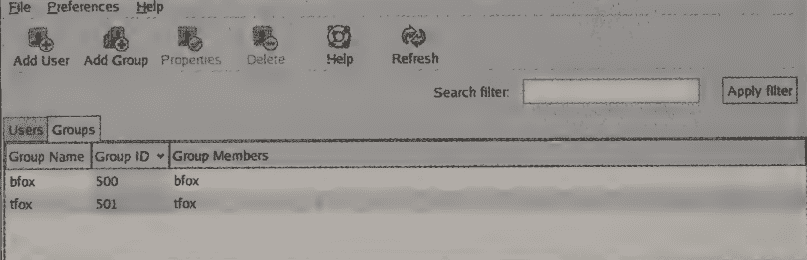 File Preferences Help
Add User Add Group Properties Delete Help Refresh
Search filter: Apply filter
Users Groups
Group Name Group ID Group Members
bfox 500 bfox
tfox 501 tfox